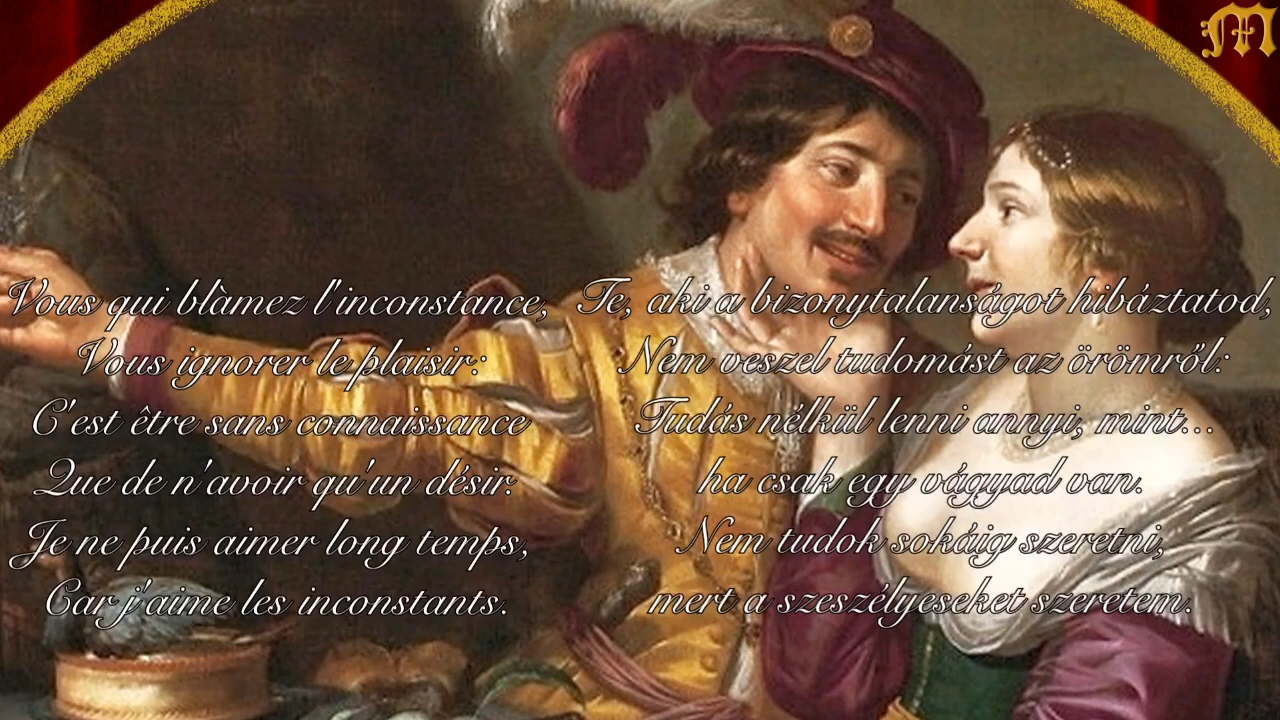 M
Vous qui blàmez l'inconstance,
Vous ignorer le plaisir:
C'est être sans connaissance
Que de n'avoir qu'un désir.
Je ne puis aimer long temps,
Car j'aime les inconstants.
Te, aki a bizonytalanságot hibáztatod,
Nem veszel tudomást az örömről:
Tudás nélkül lenni annyi, mint...
ha csak egy vágyad van.
Nem tudok sokáig szeretni,
mert a szeszélyeseket szeretem.